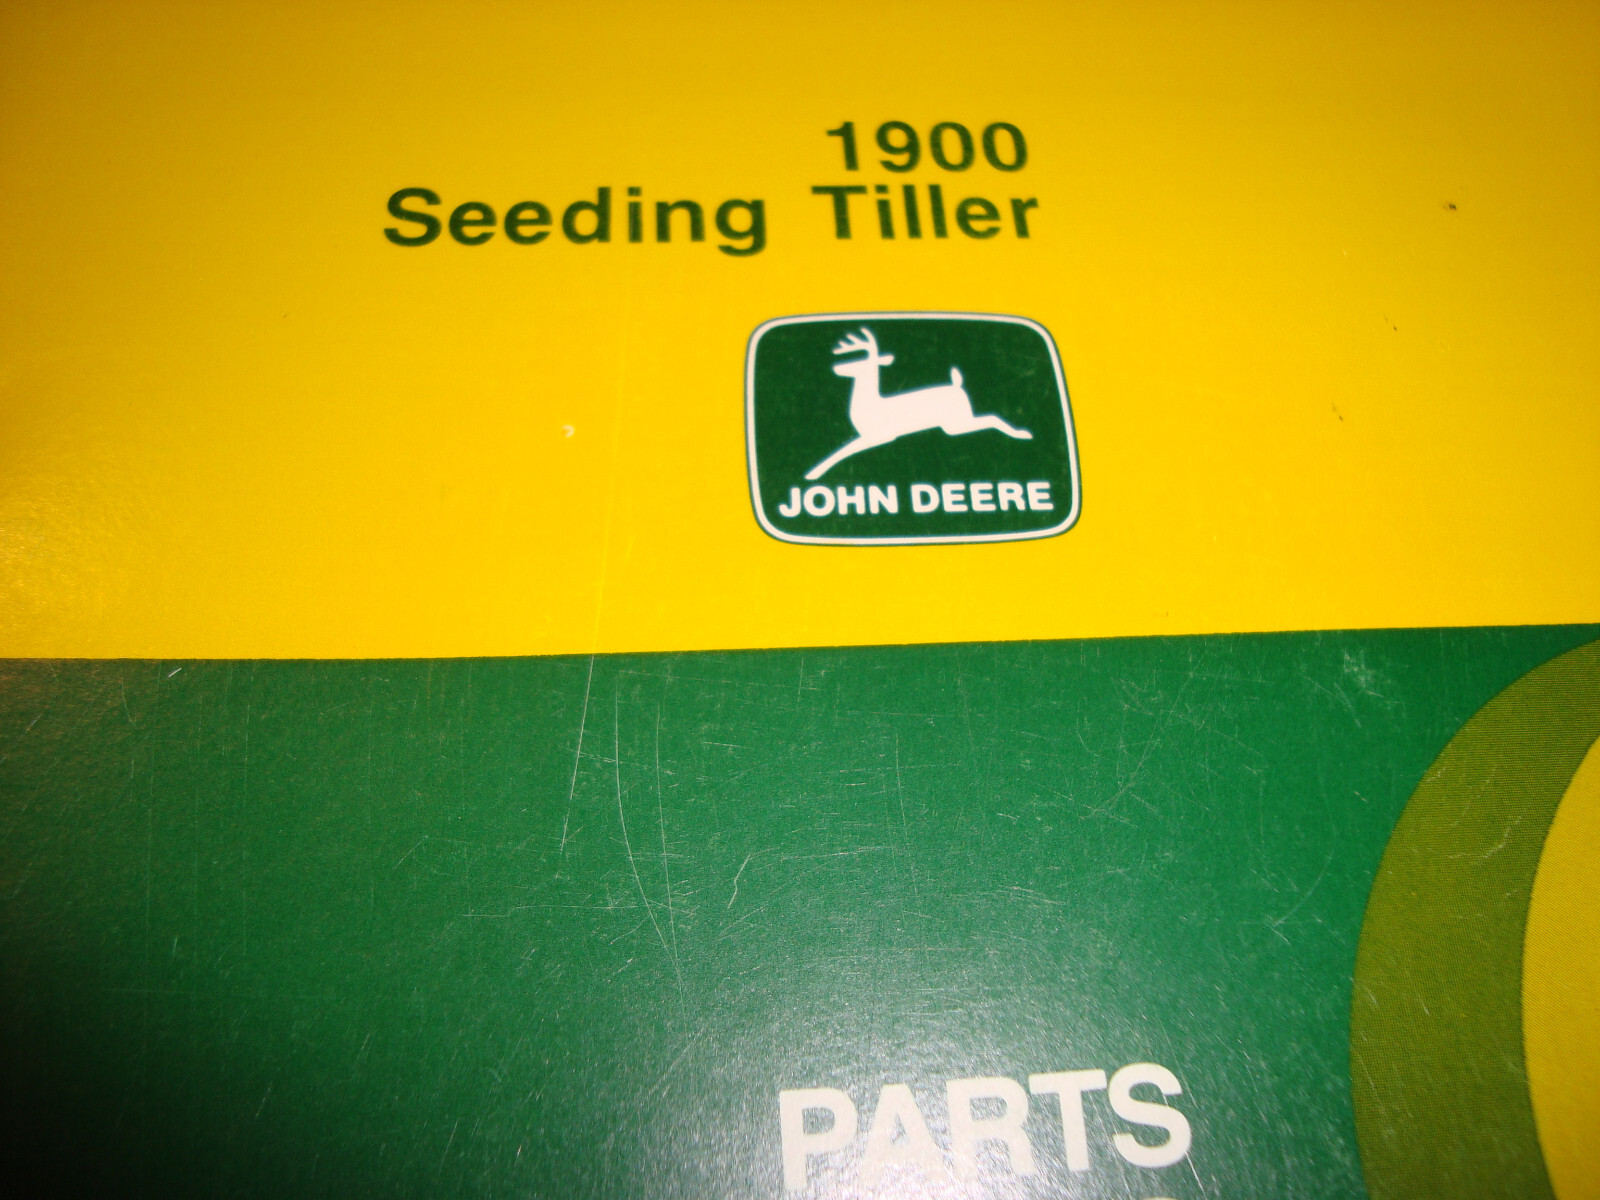 1900
Seeding Tiller
JOHN DEERE
PARTS